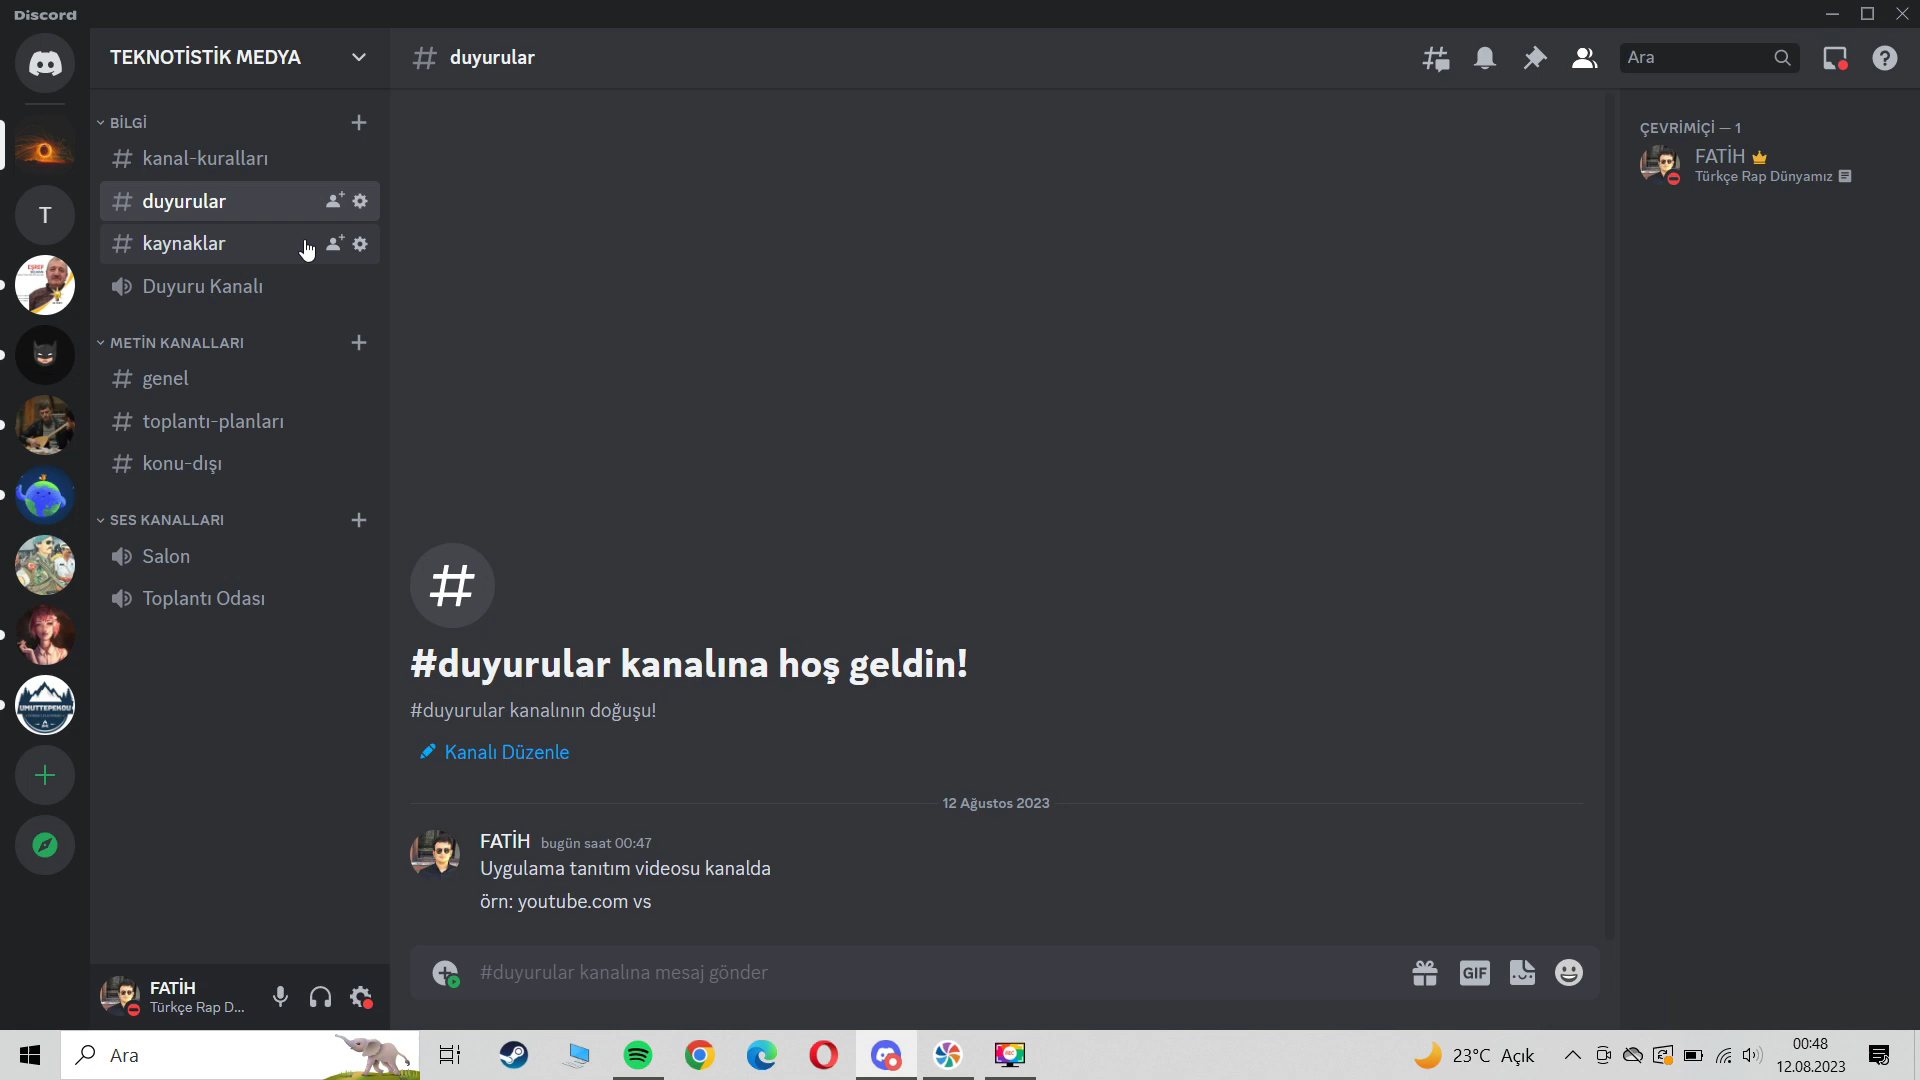 Discord
TEKNOTİSTİK MEDYA
duyurular
Ara
BİLGİ
kanal-kuralları
duyurular
kaynaklar
Duyuru Kanalı
METİN KANALLARI
genel
toplantı-planları
konu-dışı
SES KANALLARI
Salon
Toplantı Odası
FATİH
Türkçe Rap D...
T
EŞREF
UMUTTEPEKOU
#duyurular kanalına hoş geldin!
#duyurular kanalının doğuşu!
Kanalı Düzenle
12 Ağustos 2023
FATİH bugün saat 00:47
Uygulama tanıtım videosu kanalda
örn: youtube.com vs
#duyurular kanalına mesaj gönder
GIF
ÇEVRİMİÇİ — 1
FATİH
Türkçe Rap Dünyamız
Ara
23°C Açık
00:48
12.08.2023